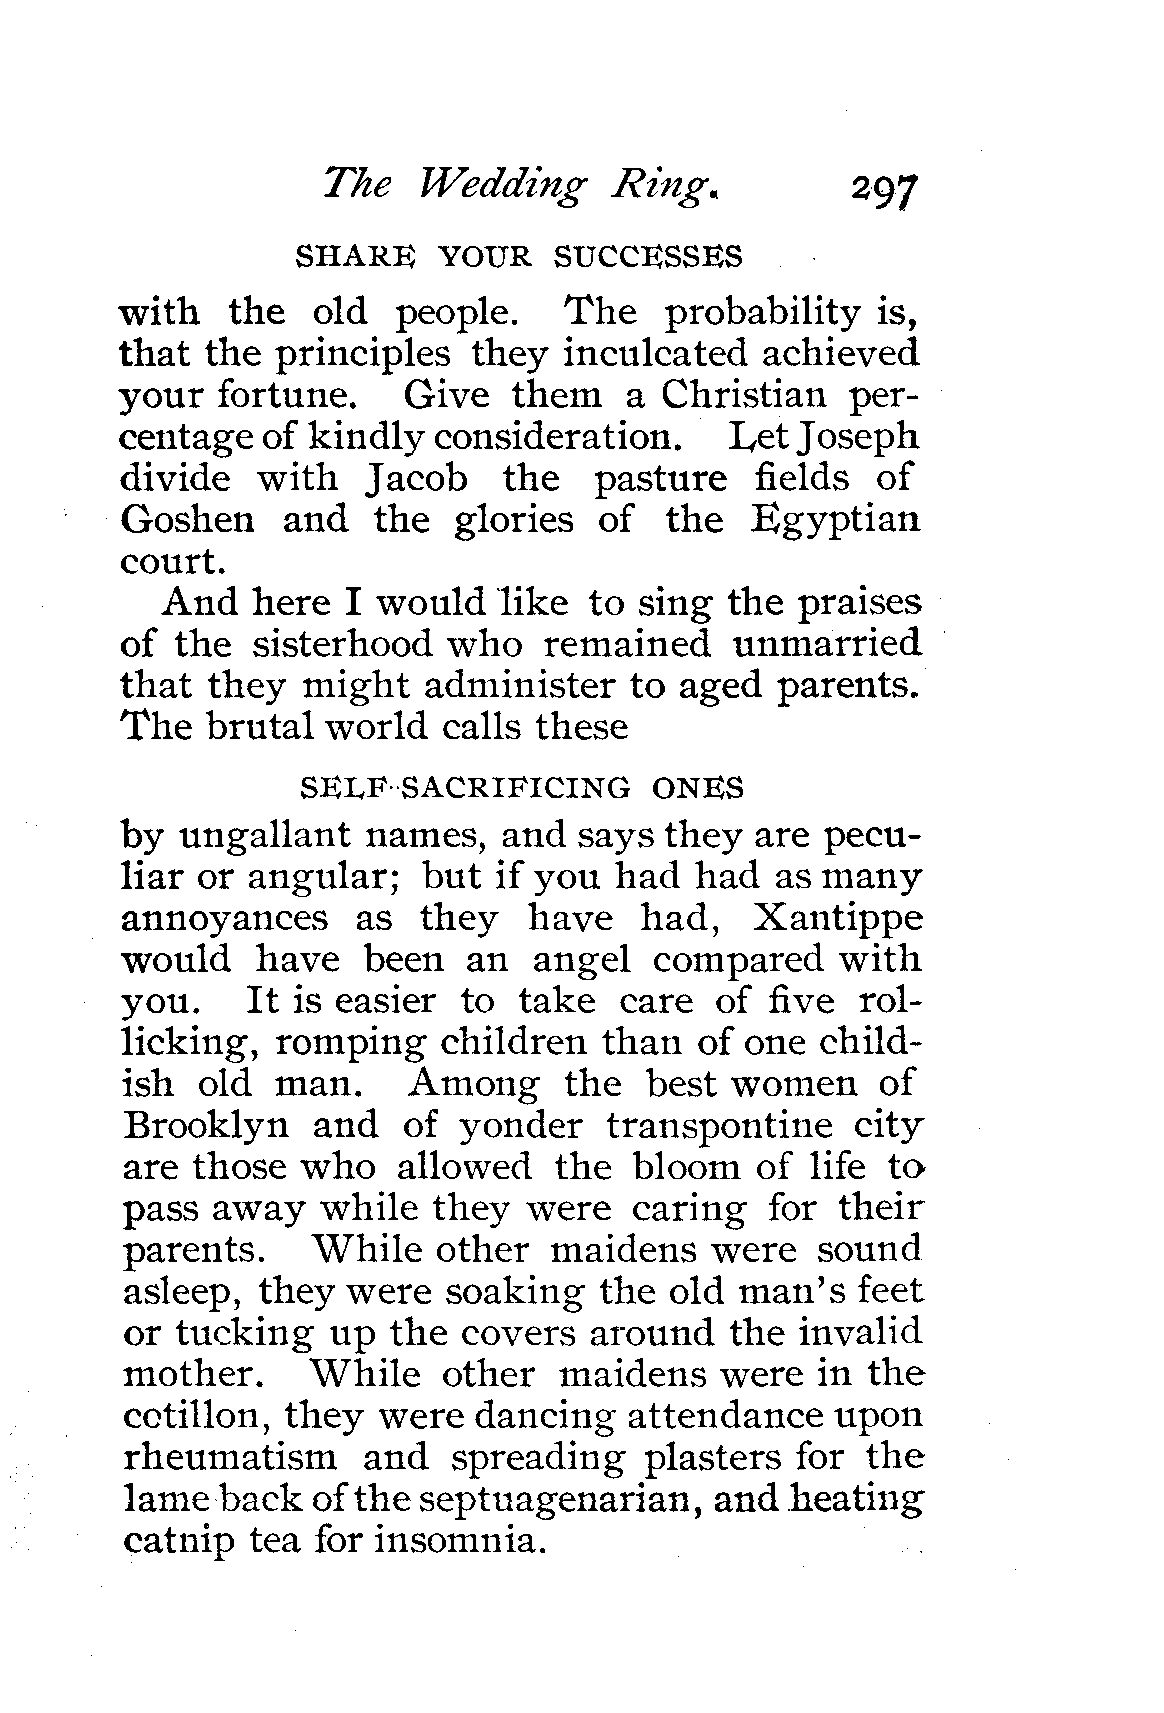 The Wedding Ring. 297
SHARE YOUR SUCCESSES
with the old people. The probability is,
that the principles they inculcated achieved
your fortune. Give them a Christian per-
centage of kindly consideration. Let Joseph
divide with Jacob the pasture fields of
Goshen and the glories of the Egyptian
court.
And here I would like to sing the praises
of the sisterhood who remained unmarried
that they might administer to aged parents.
The brutal world calls these
SELF-SACRIFICING ONES
by ungallant names, and says they are pecu-
liar or angular; but if you had had as many
annoyances as they have had, Xantippe
would have been an angel compared with
you. It is easier to take care of five rol-
licking, romping children than of one child-
ish old man. Among the best women of
Brooklyn and of yonder transpontine city
are those who allowed the bloom of life to
pass away while they were caring for their
parents. While other maidens were sound
asleep, they were soaking the old man's feet
or tucking up the covers around the invalid
mother. While other maidens were in the
cotillon, they were dancing attendance upon
rheumatism and spreading plasters for the
lame back of the septuagenarian, and heating
catnip tea for insomnia.